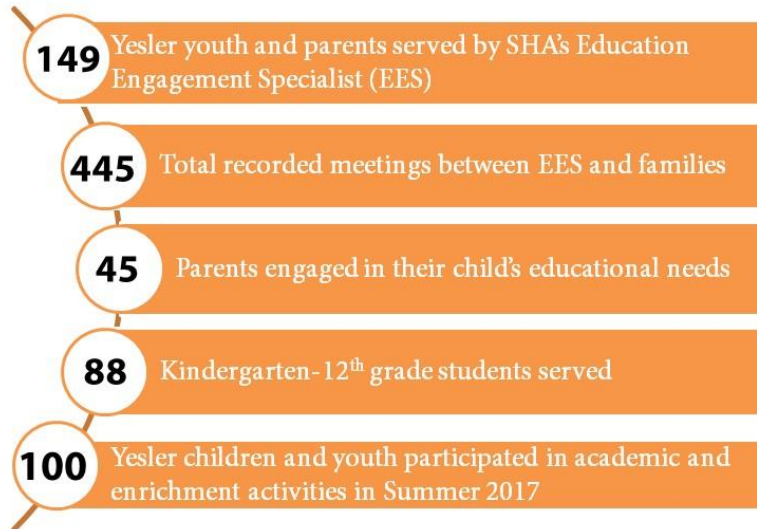 149
Yesler youth and parents served by SHA's Education
Engagement Specialist (EES)
445
Total recorded meetings between EES and families
45
Parents engaged in their child's educational needs
88
Kindergarten-12th grade students served
100
Yesler children and youth participated in academic and
enrichment activities in Summer 2017